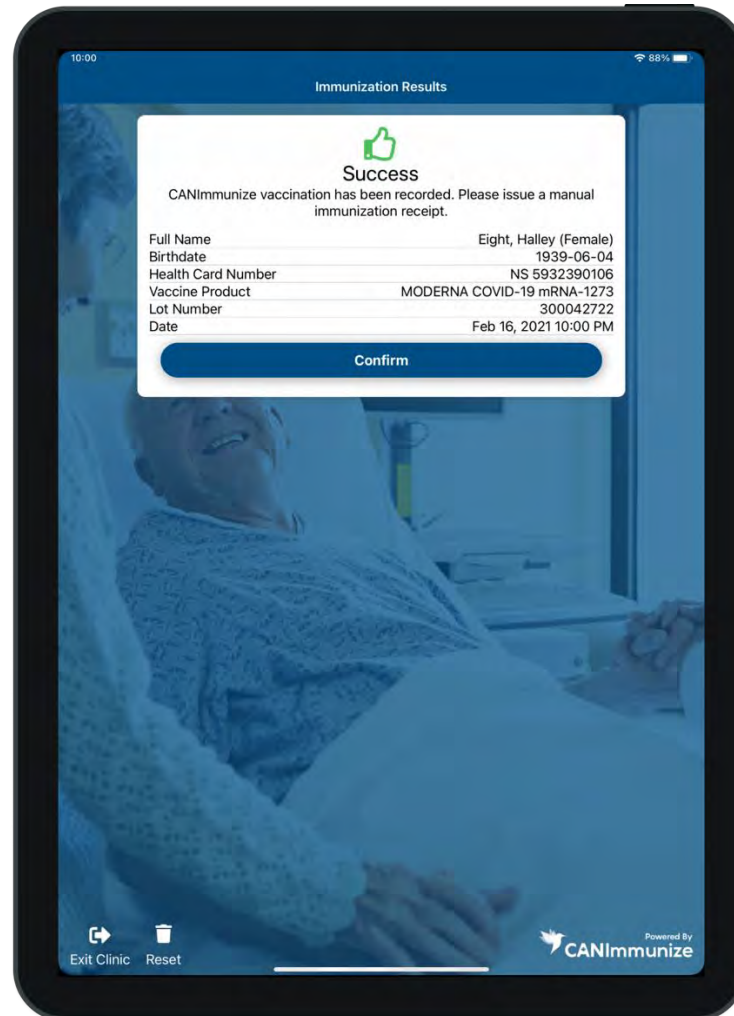 10:00 88%
Immunization Results
Success
CANImmunize vaccination has been recorded. Please issue a manual
immunization receipt.
Full Name Eight, Halley (Female)
Birthdate 1939-06-04
Health Card Number NS 5932390106
Vaccine Product MODERNA COVID-19 mRNA-1273
Lot Number 300042722
Date Feb 16, 2021 10:00 PM
Confirm
Exit Clinic Reset
Powered By
CANImmunize